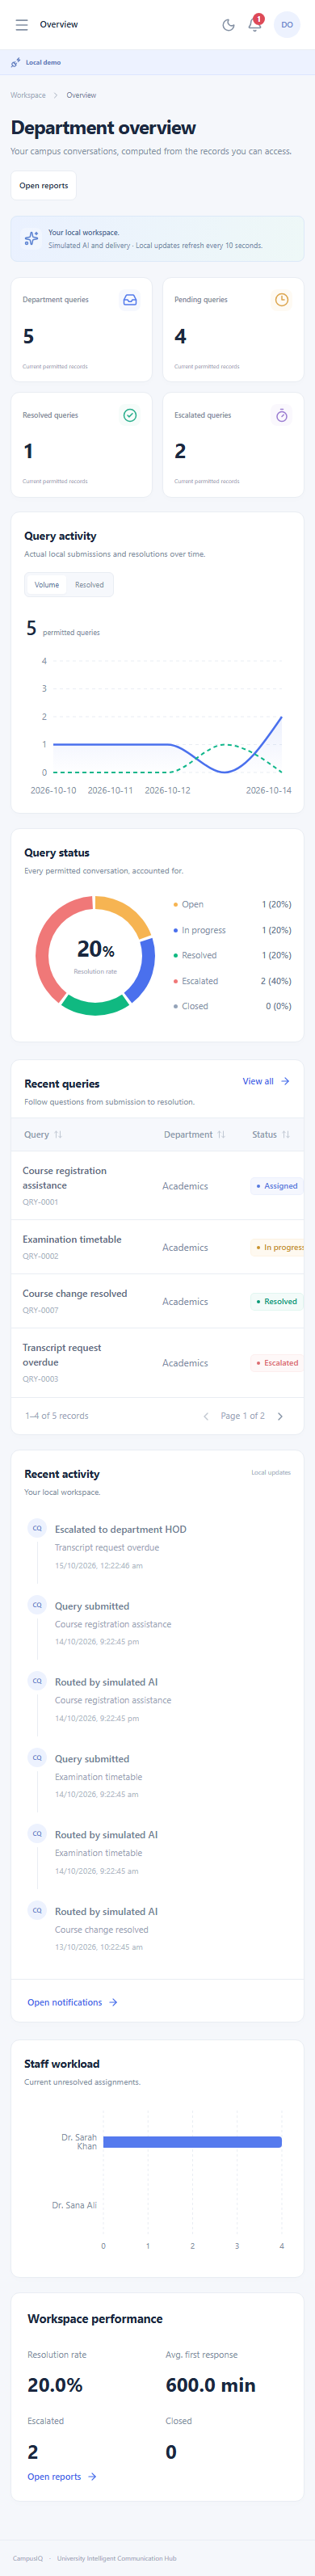 Overview
1
DO
Local demo
Workspace > Overview
Department overview
Your campus conversations, computed from the records you can access.
Open reports
Your local workspace.
Simulated AI and delivery · Local updates refresh every 10 seconds.
Department queries
5
Current permitted records
Pending queries
4
Current permitted records
Resolved queries
1
Current permitted records
Escalated queries
2
Current permitted records
Query activity
Actual local submissions and resolutions over time.
Volume Resolved
5 permitted queries
4
3
2
1
0
2026-10-10 2026-10-11 2026-10-12 2026-10-14
Query status
Every permitted conversation, accounted for.
20%
Resolution rate
Open 1 (20%)
In progress 1 (20%)
Resolved 1 (20%)
Escalated 2 (40%)
Closed 0 (0%)
Recent queries
View all
Follow questions from submission to resolution.
Query Department Status
Course registration
assistance
QRY-0001
Academics
Assigned
Examination timetable
QRY-0002
Academics
In progress
Course change resolved
QRY-0007
Academics
Resolved
Transcript request
overdue
QRY-0003
Academics
Escalated
1–4 of 5 records
Page 1 of 2
Recent activity
Local updates
Your local workspace.
CQ
Escalated to department HOD
Transcript request overdue
15/10/2026, 12:22:46 am
CQ
Query submitted
Course registration assistance
14/10/2026, 9:22:45 pm
CQ
Routed by simulated AI
Course registration assistance
14/10/2026, 9:22:45 pm
CQ
Query submitted
Examination timetable
14/10/2026, 9:22:45 am
CQ
Routed by simulated AI
Examination timetable
14/10/2026, 9:22:45 am
CQ
Routed by simulated AI
Course change resolved
13/10/2026, 10:22:45 am
Open notifications
Staff workload
Current unresolved assignments.
Dr. Sarah
Khan
Dr. Sana Ali
0 1 2 3 4
Workspace performance
Resolution rate
20.0%
Avg. first response
600.0 min
Escalated
2
Closed
0
Open reports
CampusIQ · University Intelligent Communication Hub